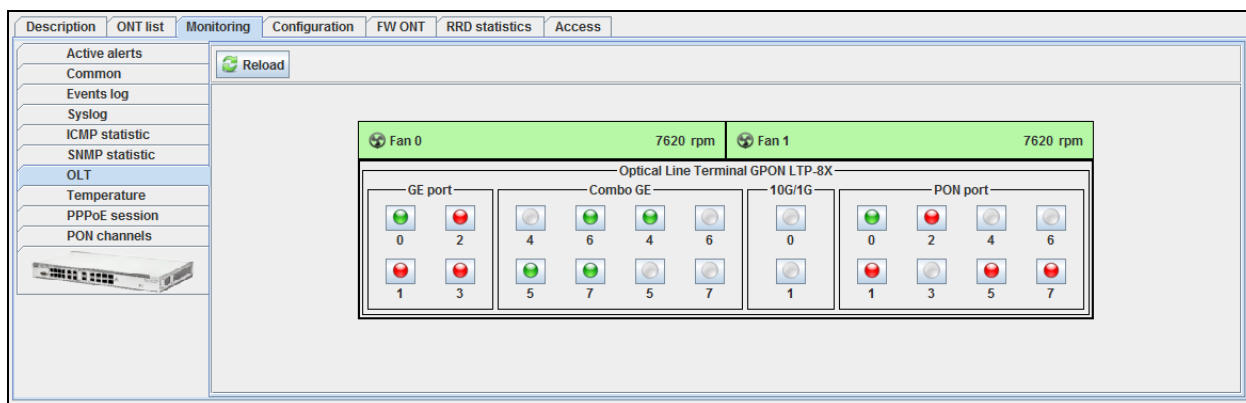 Description ONT list Monitoring Configuration FW ONT RRD statistics Access
Active alerts
Common
Events log
Syslog
ICMP statistic
SNMP statistic
OLT
Temperature
PPPoE session
PON channels
Reload
Fan 0 7620 rpm Fan 1 7620 rpm
Optical Line Terminal GPON LTP-8X
GE port Combo GE 10G/1G PON port
0 2 4 6 4 6 0 0 2 4 6
1 3 5 7 5 7 1 1 3 5 7